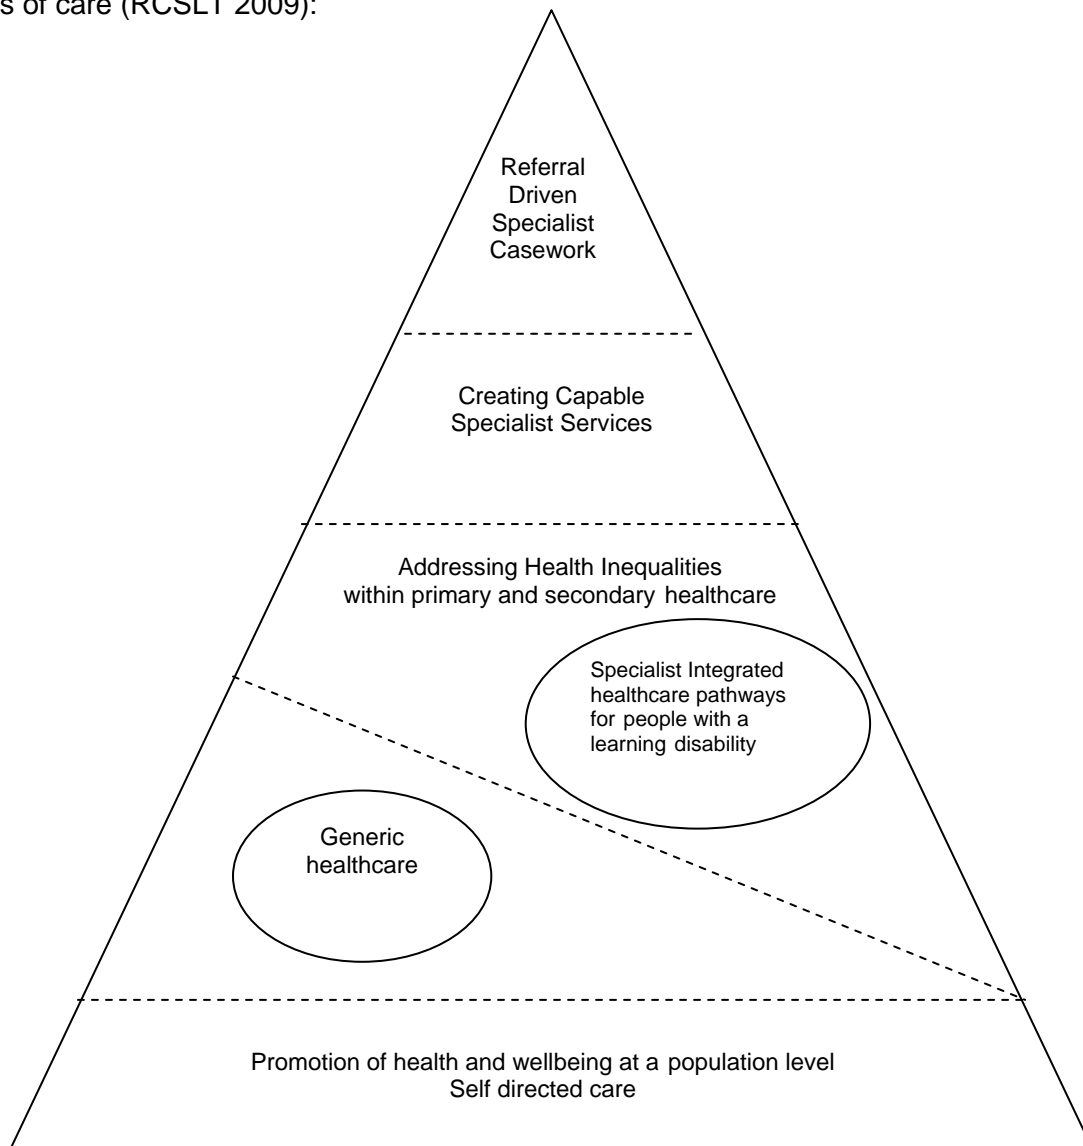 s of care (RCSLT 2009):
Referral
Driven
Specialist
Casework
Creating Capable
Specialist Services
Addressing Health Inequalities
within primary and secondary healthcare
Specialist Integrated
healthcare pathways
for people with a
learning disability
Generic
healthcare
Promotion of health and wellbeing at a population level
Self directed care